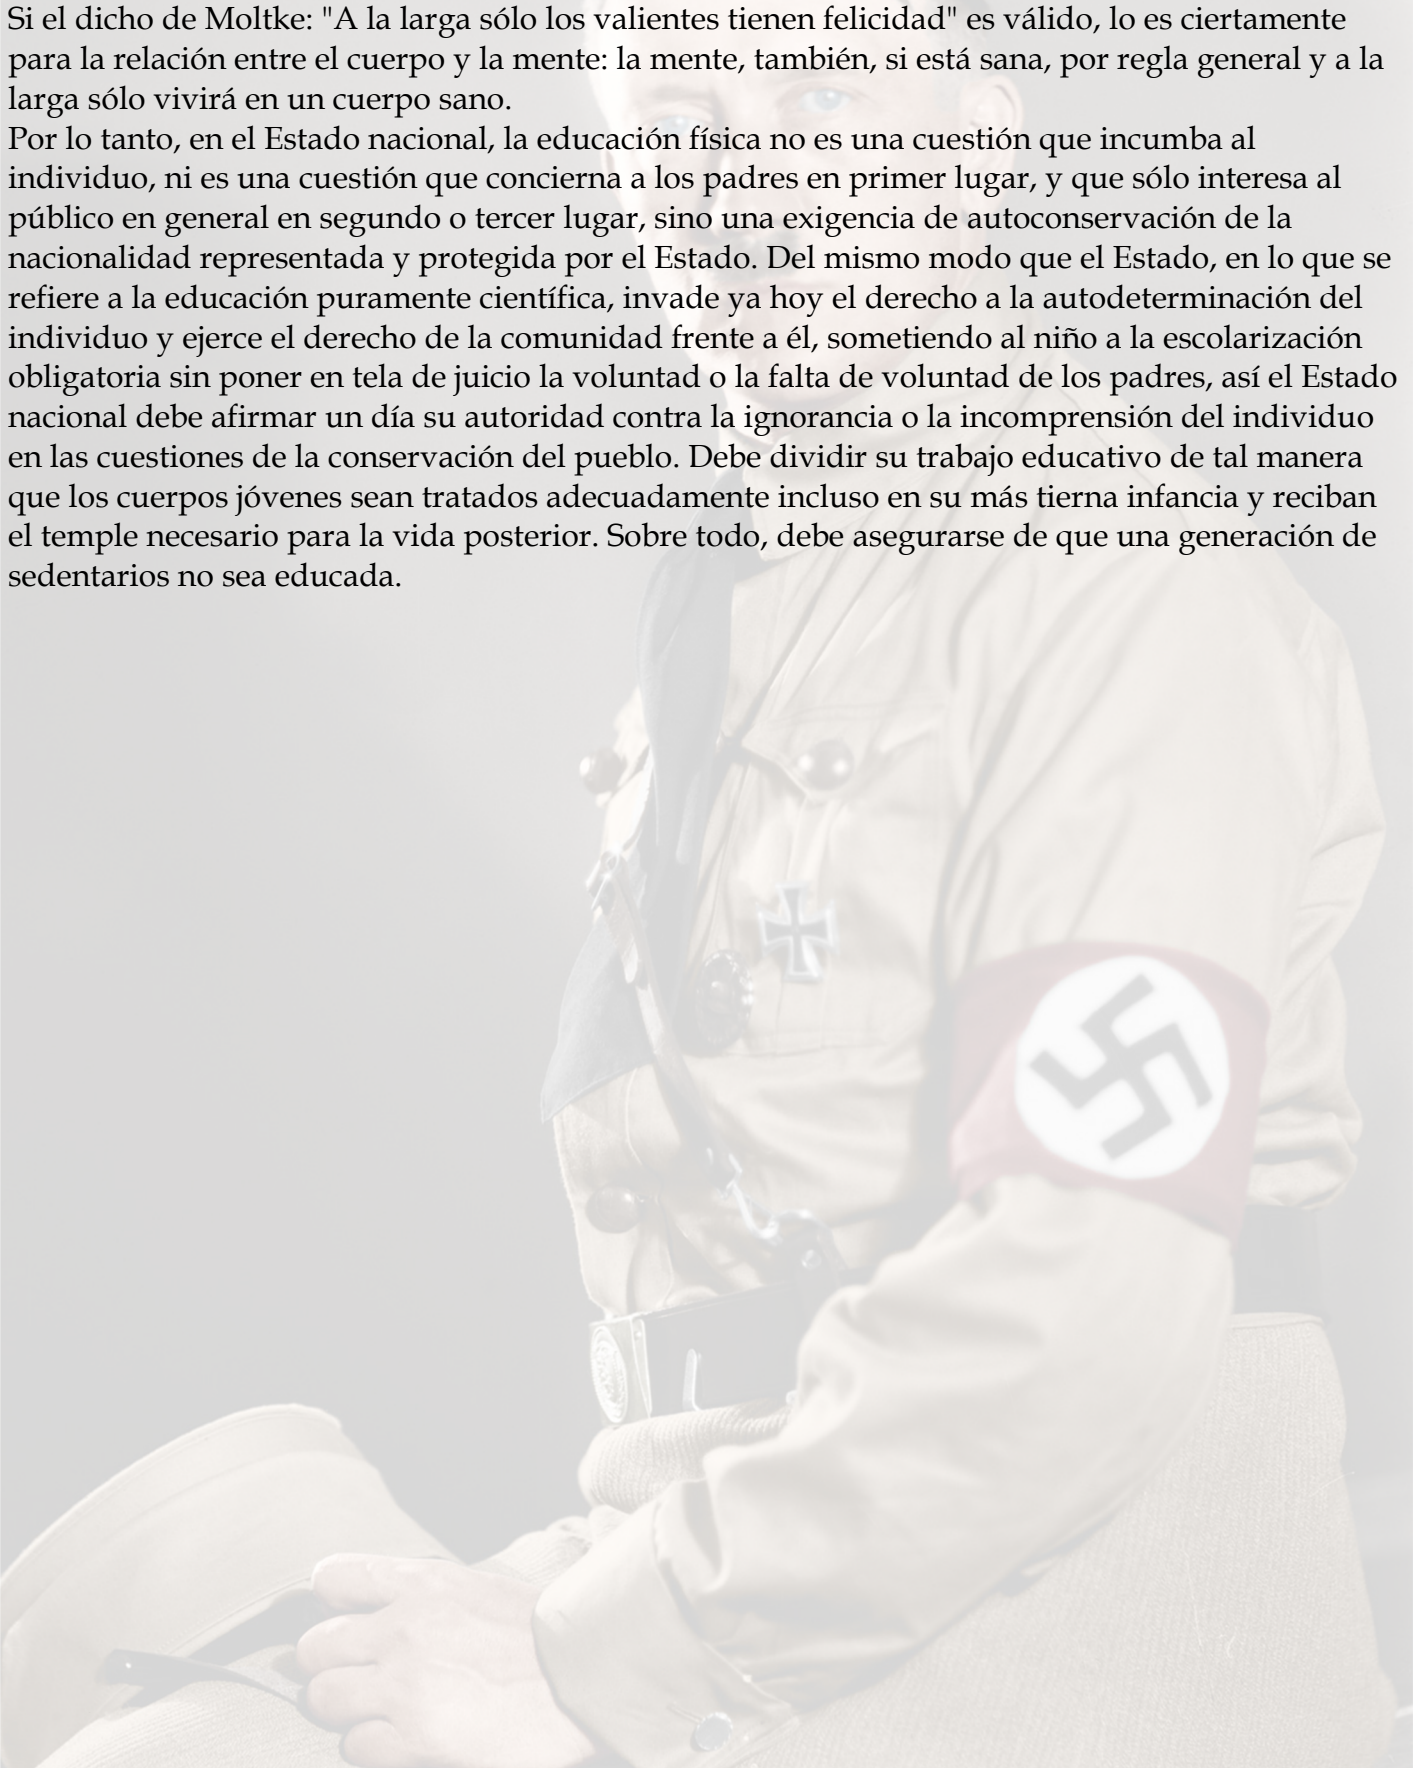 Si el dicho de Moltke: "A la larga sólo los valientes tienen felicidad" es válido, lo es ciertamente
para la relación entre el cuerpo y la mente: la mente, también, si está sana, por regla general y a la
larga sólo vivirá en un cuerpo sano.
Por lo tanto, en el Estado nacional, la educación física no es una cuestión que incumba al
individuo, ni es una cuestión que concierna a los padres en primer lugar, y que sólo interesa al
público en general en segundo o tercer lugar, sino una exigencia de autoconservación de la
nacionalidad representada y protegida por el Estado. Del mismo modo que el Estado, en lo que se
refiere a la educación puramente científica, invade ya hoy el derecho a la autodeterminación del
individuo y ejerce el derecho de la comunidad frente a él, sometiendo al niño a la escolarización
obligatoria sin poner en tela de juicio la voluntad o la falta de voluntad de los padres, así el Estado
nacional debe afirmar un día su autoridad contra la ignorancia o la incomprensión del individuo
en las cuestiones de la conservación del pueblo. Debe dividir su trabajo educativo de tal manera
que los cuerpos jóvenes sean tratados adecuadamente incluso en su más tierna infancia y reciban
el temple necesario para la vida posterior. Sobre todo, debe asegurarse de que una generación de
sedentarios no sea educada.